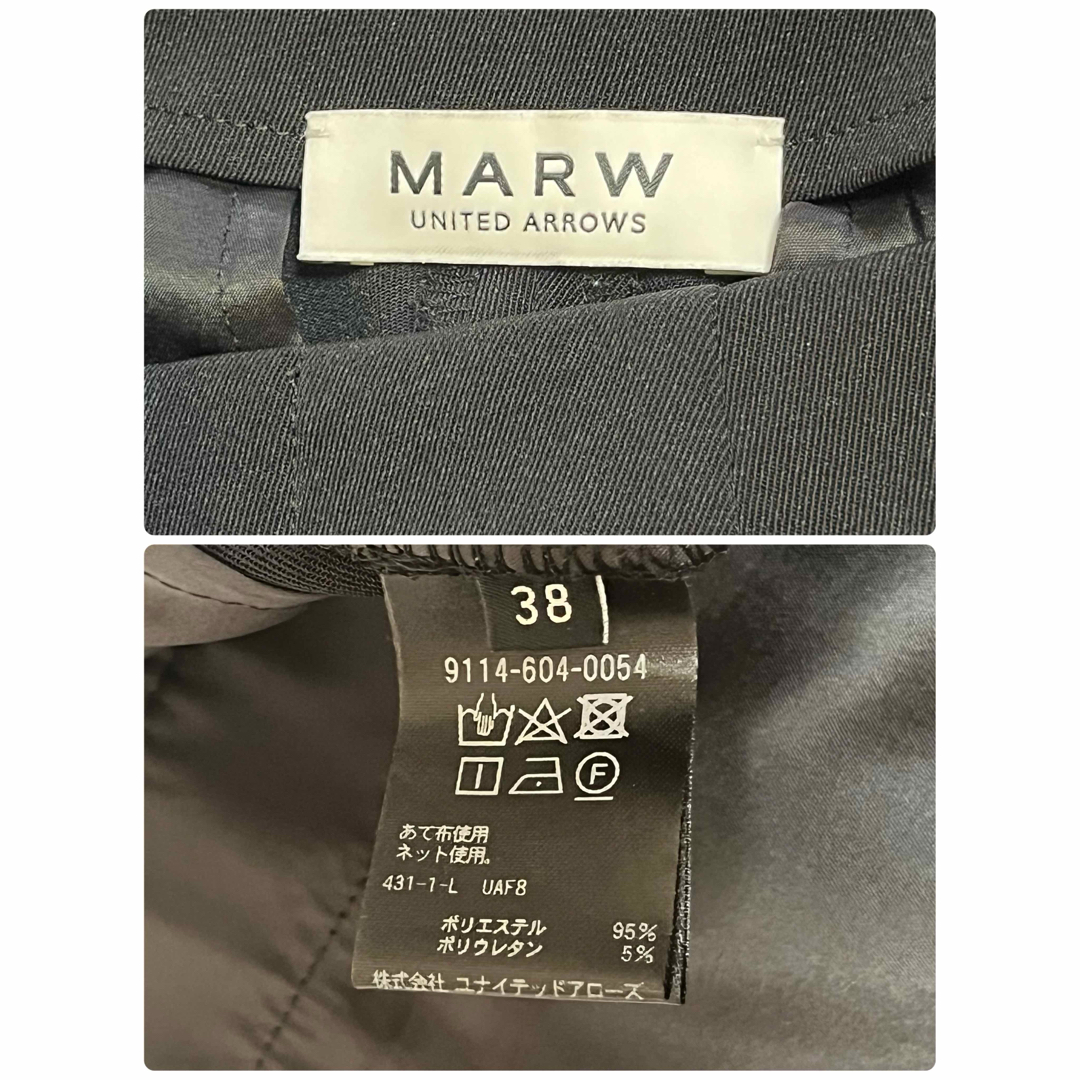 MARW
UNITED ARROWS
38
9114-604-0054
F
あて布使用
ネット使用。
431-1-L UAF8
ポリエステル 95%
ポリウレタン 5%
株式会社 ユナイテッドアローズ